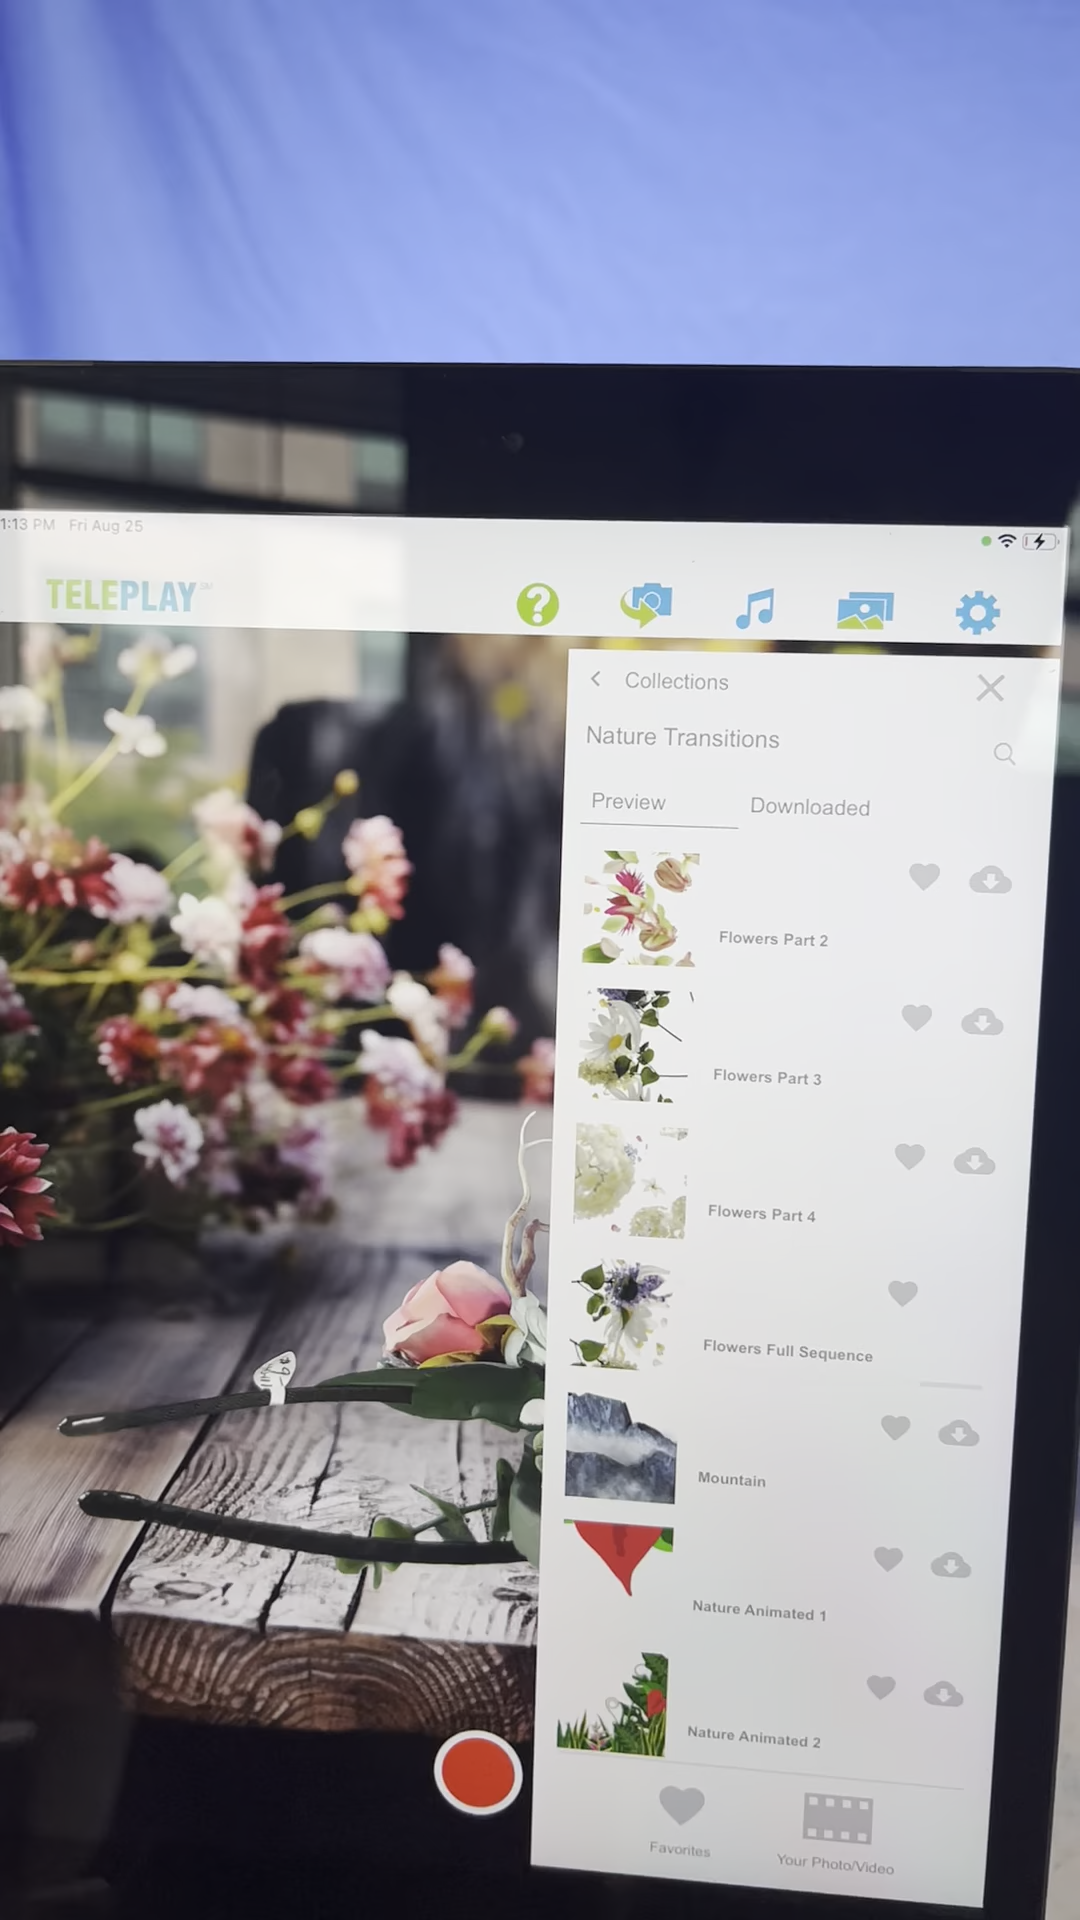 1:13 PM Fri Aug 25
TELEPLAY SM
Collections
Nature Transitions
Preview Downloaded
Flowers Part 2
Flowers Part 3
Flowers Part 4
Flowers Full Sequence
Mountain
Nature Animated 1
Nature Animated 2
Favorites
Your Photo/Video